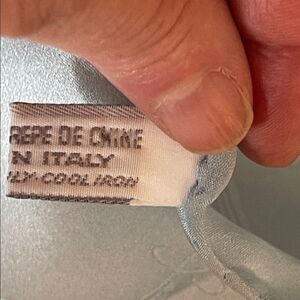 REPE DE CHINE
N ITALY
LY-COOL IRON